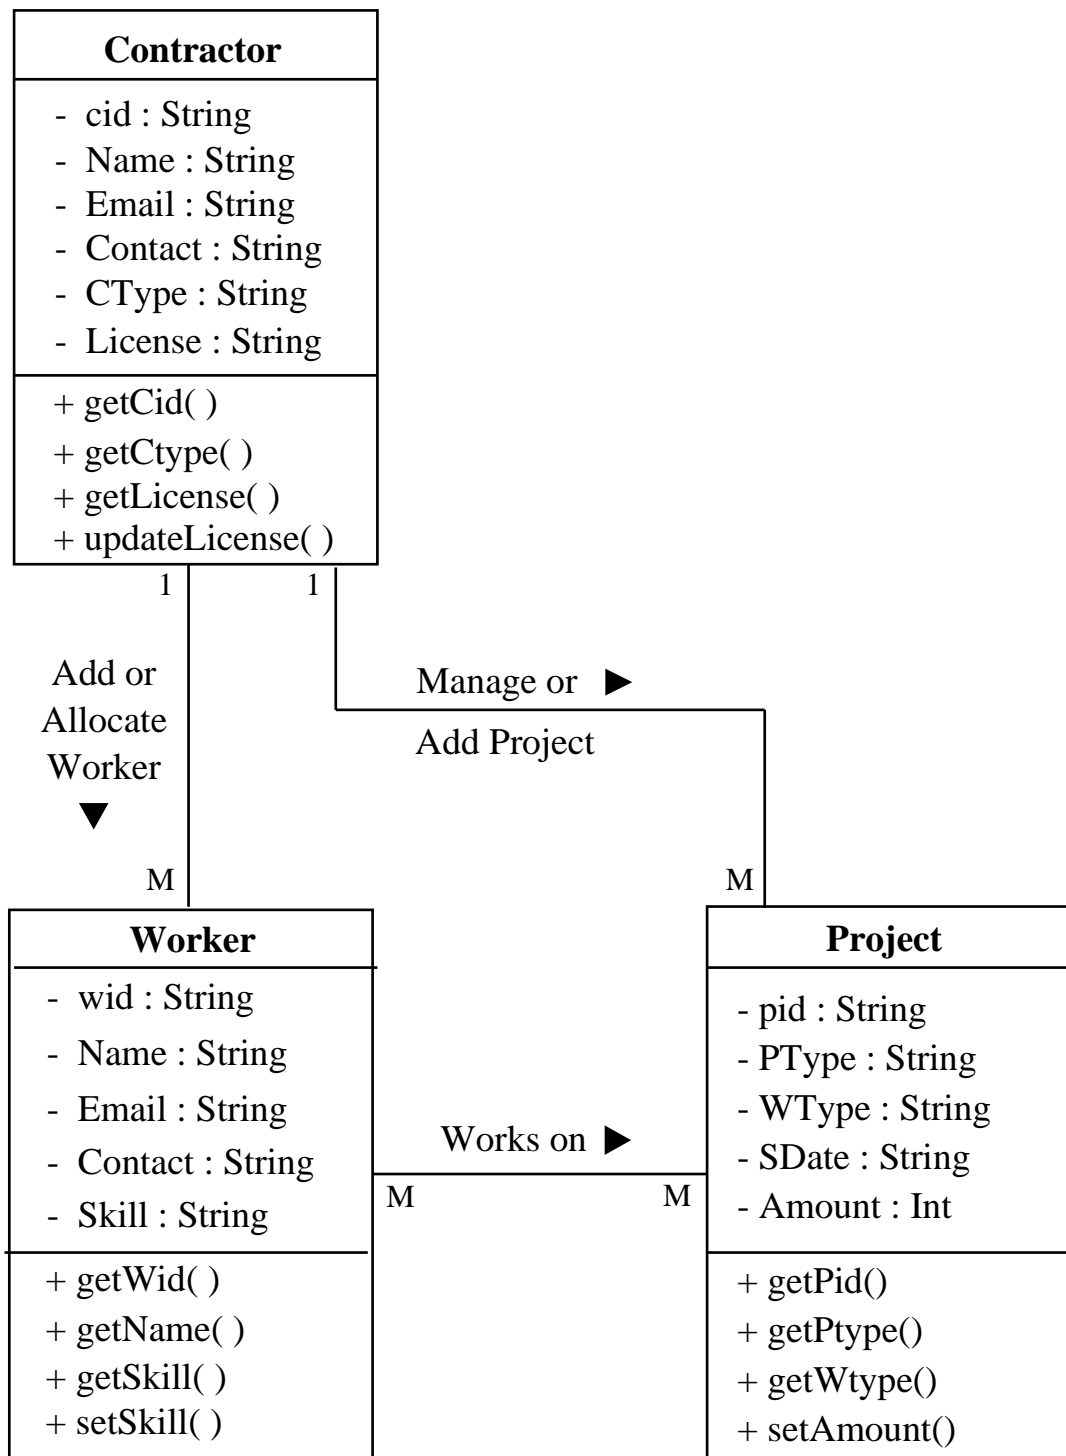 Contractor
- cid : String
- Name : String
- Email : String
- Contact : String
- CType : String
- License : String
+ getCid( )
+ getCtype( )
+ getLicense( )
+ updateLicense( )
1
1
Add or
Allocate
Worker
Manage or
Add Project
M
M
Worker
- wid : String
- Name : String
- Email : String
- Contact : String
- Skill : String
+ getWid( )
+ getName( )
+ getSkill( )
+ setSkill( )
Works on
M
M
Project
- pid : String
- PType : String
- WType : String
- SDate : String
- Amount : Int
+ getPid()
+ getPtype()
+ getWtype()
+ setAmount()